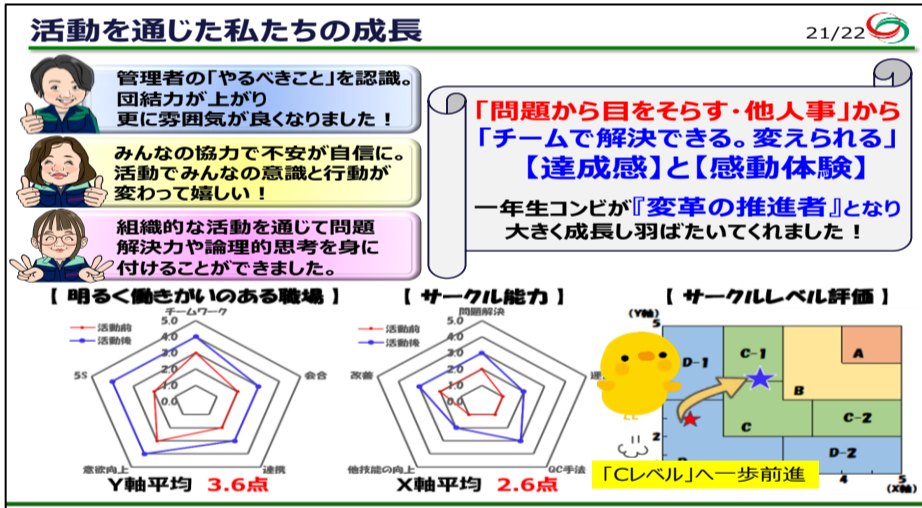 活動を通じた私たちの成長
21/22
管理者の「やるべきこと」を認識。
団結力が上がり
更に雰囲気が良くなりました！
みんなの協力で不安が自信に。
活動でみんなの意識と行動が
変わって嬉しい！
組織的な活動を通じて問題
解決力や論理的思考を身に
付けることができました。
「問題から目をそらす・他人事」から
「チームで解決できる。変えられる」
【達成感】と【感動体験】
一年生コンビが『変革の推進者』となり
大きく成長し羽ばたいてくれました！
【 明るく働きがいのある職場 】
チームワーク
5.0
4.0
3.0
2.0
1.0
0.0
活動前
活動後
5S
会合
意欲向上
連携
Y軸平均 3.6点
【 サークル能力 】
問題解決
5.0
4.0
3.0
2.0
1.0
0.0
活動前
活動後
改善
他技能の向上
QC手法
X軸平均 2.6点
【 サークルレベル評価 】
(Y軸)
5
D-1
C-1
A
B
C
C-2
2
D-2
4
5
(X軸)
「Cレベル」へ一歩前進